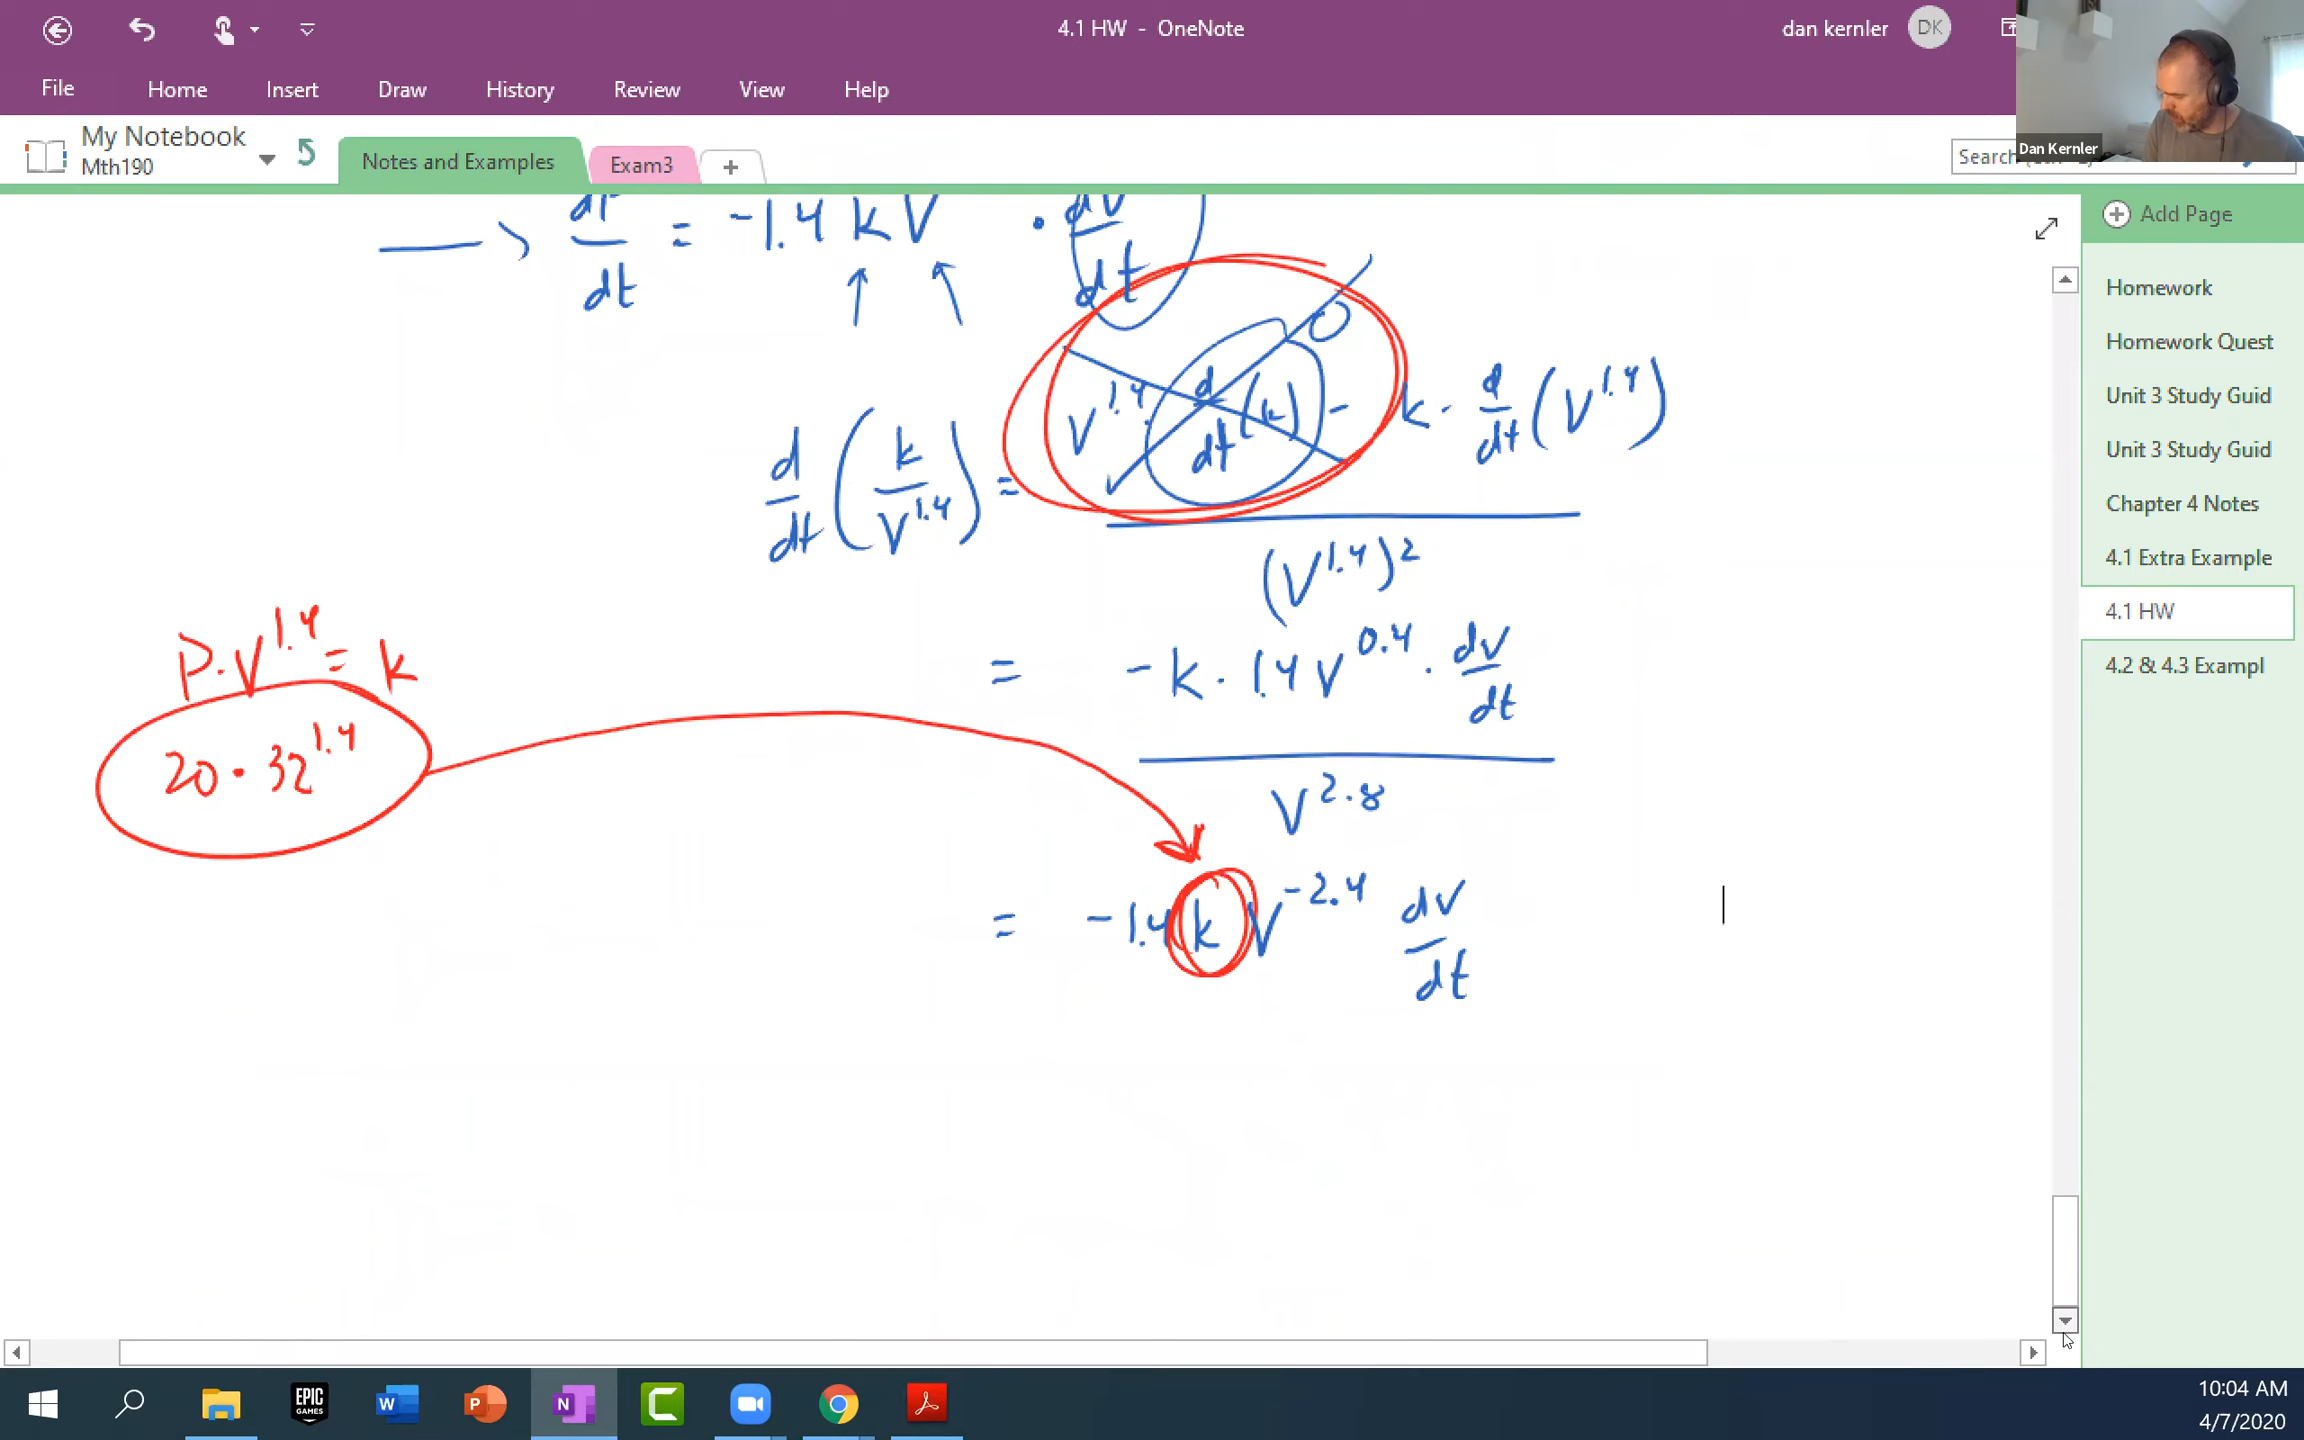 4.1 HW - OneNote
dan kernler
DK
File
Home
Insert
Draw
History
Review
View
Help
My Notebook
Mth190
Notes and Examples
Exam3
+
Search
Dan Kernler
Add Page
Homework
Homework Quest
Unit 3 Study Guid
Unit 3 Study Guid
Chapter 4 Notes
4.1 Extra Example
4.1 HW
4.2 & 4.3 Exampl
dt = -1.4 k V · dv/dt
0
d/dt (k/V^1.4) = V^1.4 · d/dt (k) - k · d/dt (V^1.4)
(V^1.4)^2
P·V^1.4 = k
= -k · 1.4 V^0.4 · dv/dt
20 · 32^1.4
V^2.8
= -1.4 k V^-2.4 dv/dt
EPIC
GAMES
W
P
N
10:04 AM
4/7/2020